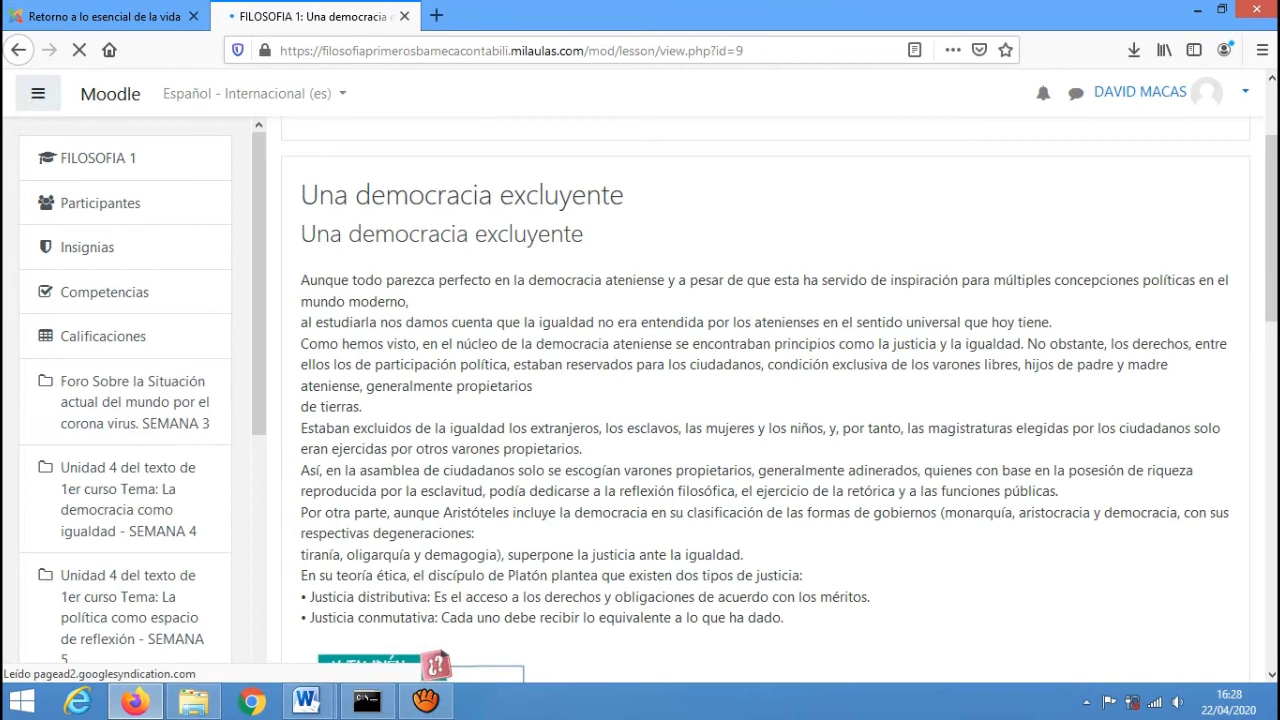 Retorno a lo esencial de la vida
FILOSOFIA 1: Una democracia e
https://filosofiaprimerosbamecacontabili.milaulas.com/mod/lesson/view.php?id=9
Moodle
Español - Internacional (es)
DAVID MACAS
FILOSOFIA 1
Participantes
Insignias
Competencias
Calificaciones
Foro Sobre la Situación
actual del mundo por el
corona virus. SEMANA 3
Unidad 4 del texto de
1er curso Tema: La
democracia como
igualdad - SEMANA 4
Unidad 4 del texto de
1er curso Tema: La
política como espacio
de reflexión - SEMANA
5
Una democracia excluyente
Una democracia excluyente
Aunque todo parezca perfecto en la democracia ateniense y a pesar de que esta ha servido de inspiración para múltiples concepciones políticas en el
mundo moderno,
al estudiarla nos damos cuenta que la igualdad no era entendida por los atenienses en el sentido universal que hoy tiene.
Como hemos visto, en el núcleo de la democracia ateniense se encontraban principios como la justicia y la igualdad. No obstante, los derechos, entre
ellos los de participación política, estaban reservados para los ciudadanos, condición exclusiva de los varones libres, hijos de padre y madre
ateniense, generalmente propietarios
de tierras.
Estaban excluidos de la igualdad los extranjeros, los esclavos, las mujeres y los niños, y, por tanto, las magistraturas elegidas por los ciudadanos solo
eran ejercidas por otros varones propietarios.
Así, en la asamblea de ciudadanos solo se escogían varones propietarios, generalmente adinerados, quienes con base en la posesión de riqueza
reproducida por la esclavitud, podía dedicarse a la reflexión filosófica, el ejercicio de la retórica y a las funciones públicas.
Por otra parte, aunque Aristóteles incluye la democracia en su clasificación de las formas de gobiernos (monarquía, aristocracia y democracia, con sus
respectivas degeneraciones:
tiranía, oligarquía y demagogia), superpone la justicia ante la igualdad.
En su teoría ética, el discípulo de Platón plantea que existen dos tipos de justicia:
• Justicia distributiva: Es el acceso a los derechos y obligaciones de acuerdo con los méritos.
• Justicia conmutativa: Cada uno debe recibir lo equivalente a lo que ha dado.
¿?
Leído pagead2.googlesyndication.com
16:28
22/04/2020